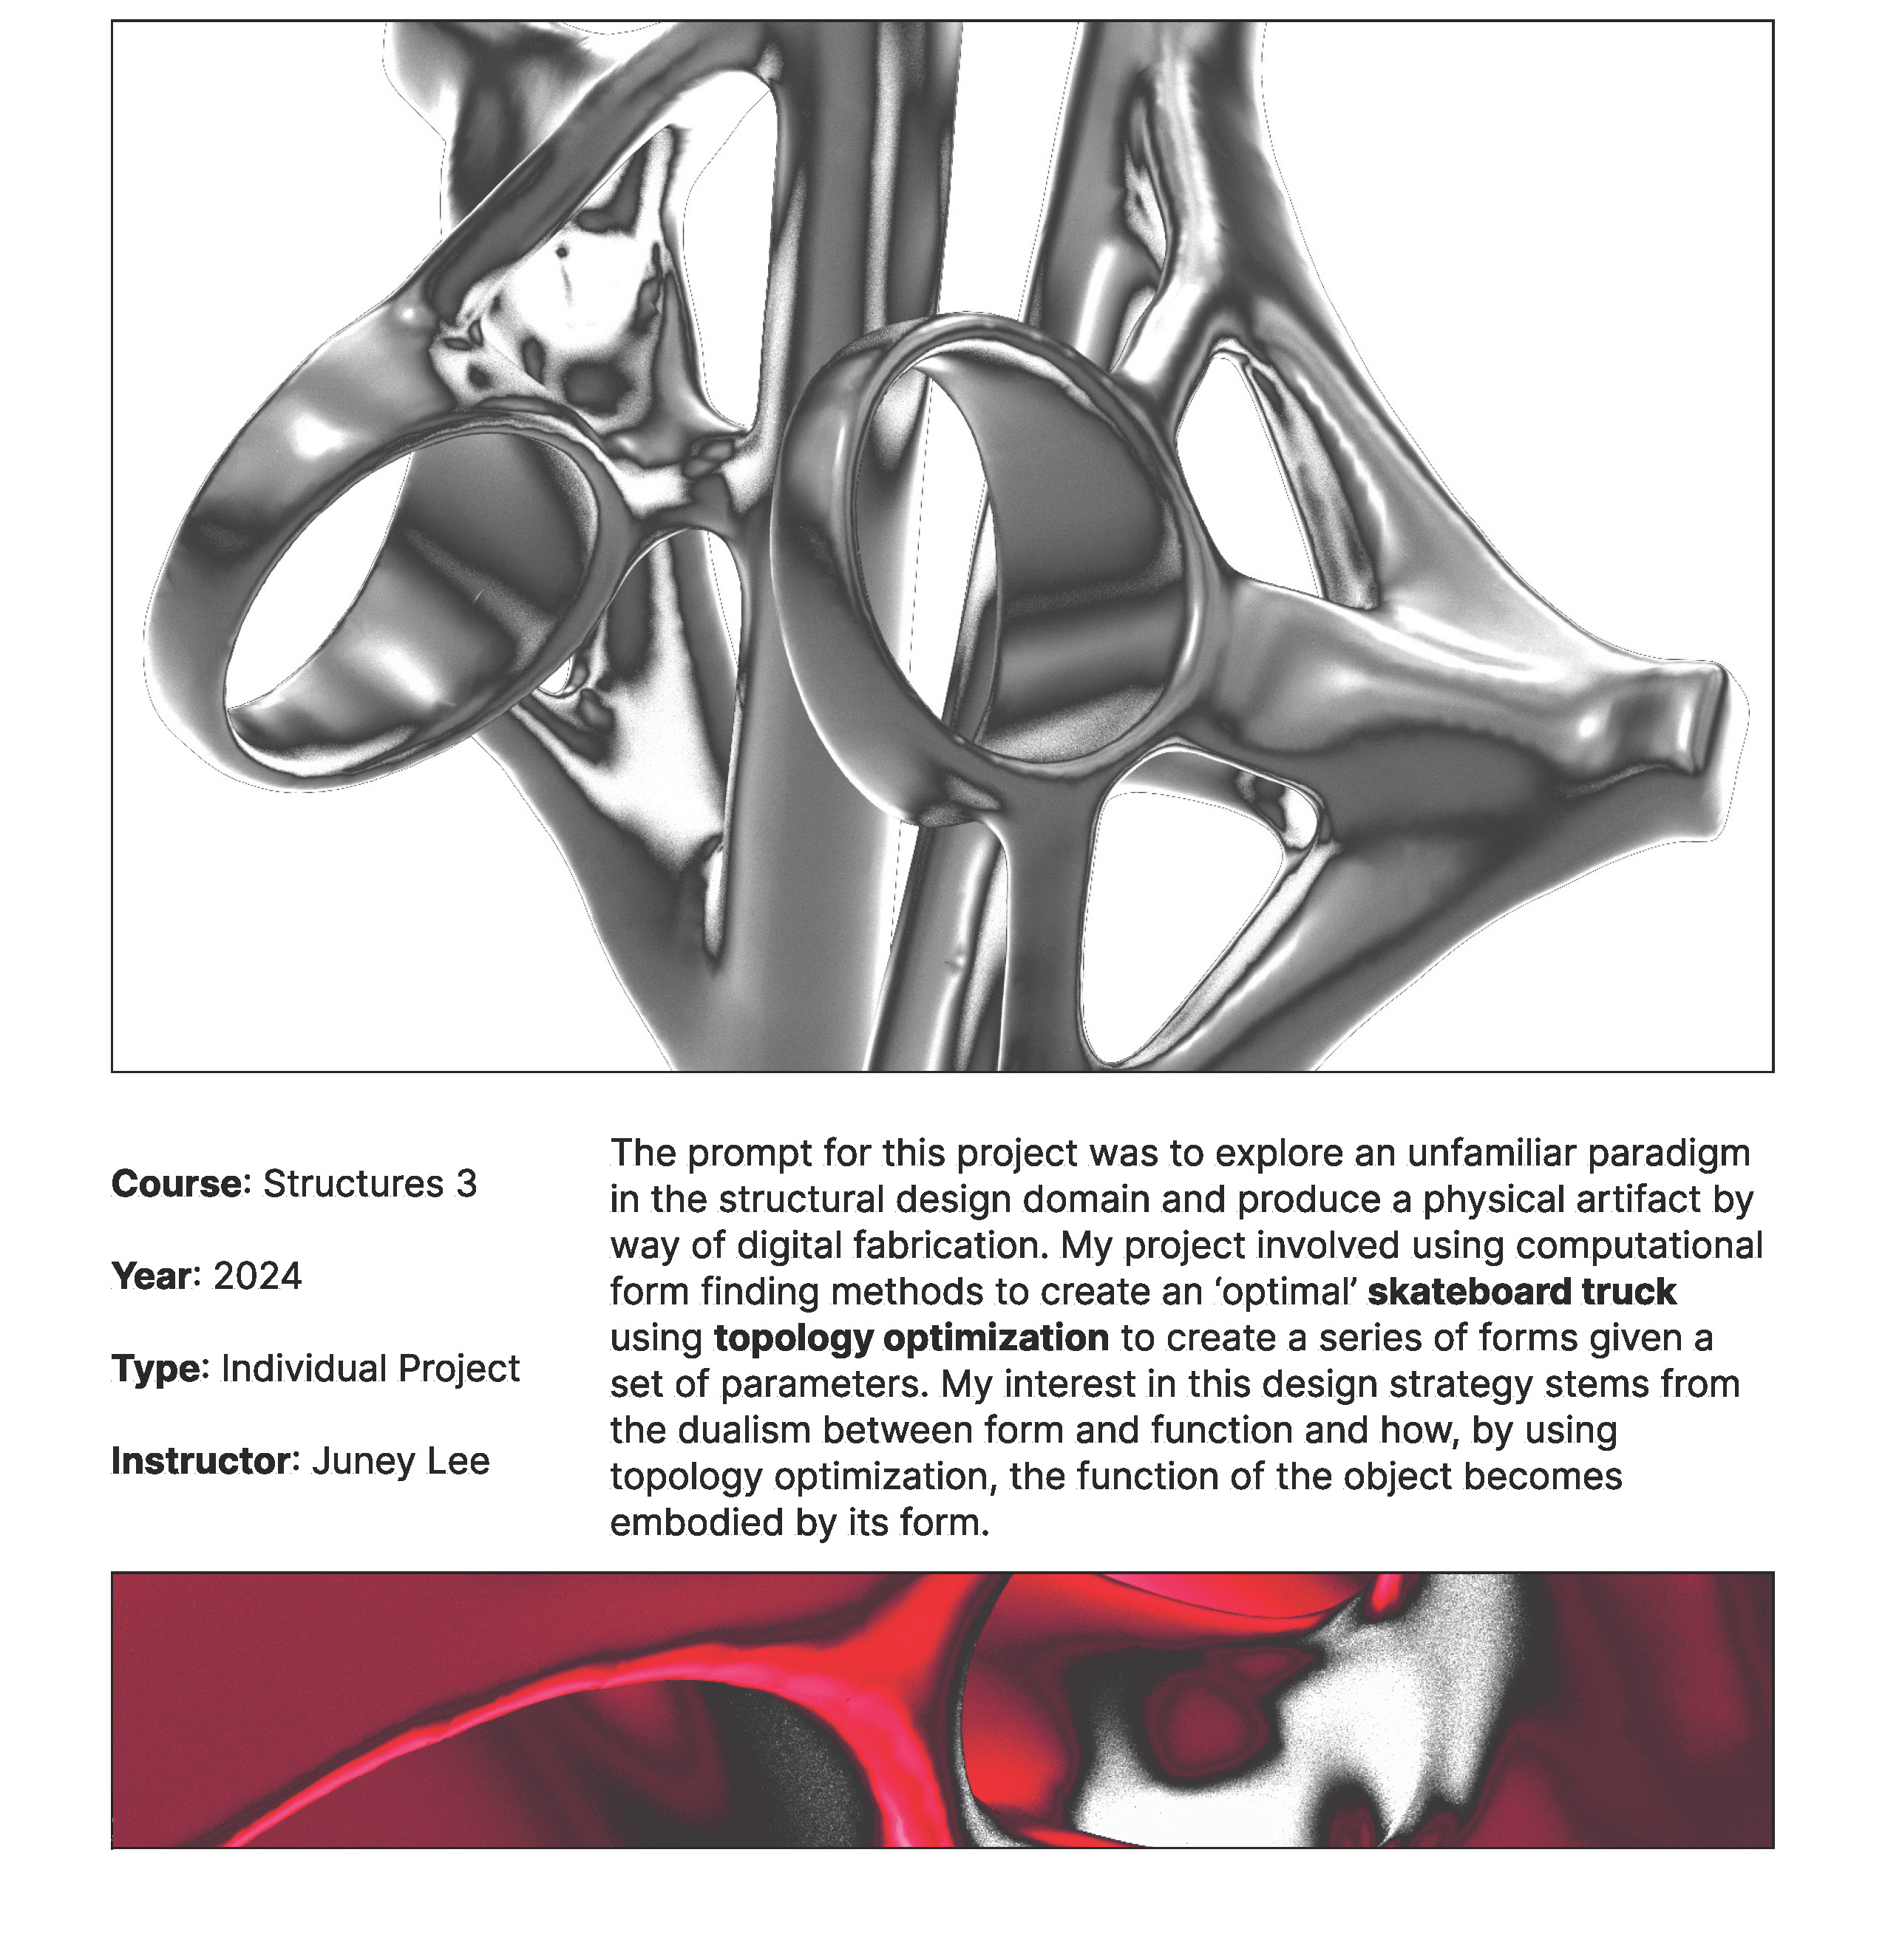 Course: Structures 3
Year: 2024
Type: Individual Project
Instructor: Juney Lee
The prompt for this project was to explore an unfamiliar paradigm
in the structural design domain and produce a physical artifact by
way of digital fabrication. My project involved using computational
form finding methods to create an ‘optimal’ skateboard truck
using topology optimization to create a series of forms given a
set of parameters. My interest in this design strategy stems from
the dualism between form and function and how, by using
topology optimization, the function of the object becomes
embodied by its form.